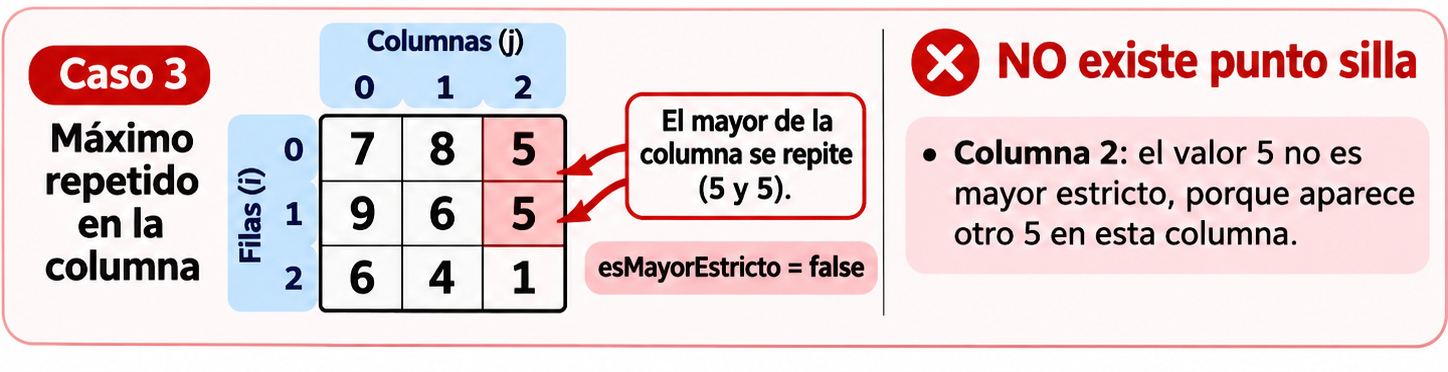 Caso 3
Máximo
repetido
en la
columna
Columnas (j)
0 1 2
Filas (i)
0 7 8 5
1 9 6 5
2 6 4 1
El mayor de la
columna se repite
(5 y 5).
esMayorEstricto = false
NO existe punto silla
• Columna 2: el valor 5 no es
mayor estricto, porque aparece
otro 5 en esta columna.